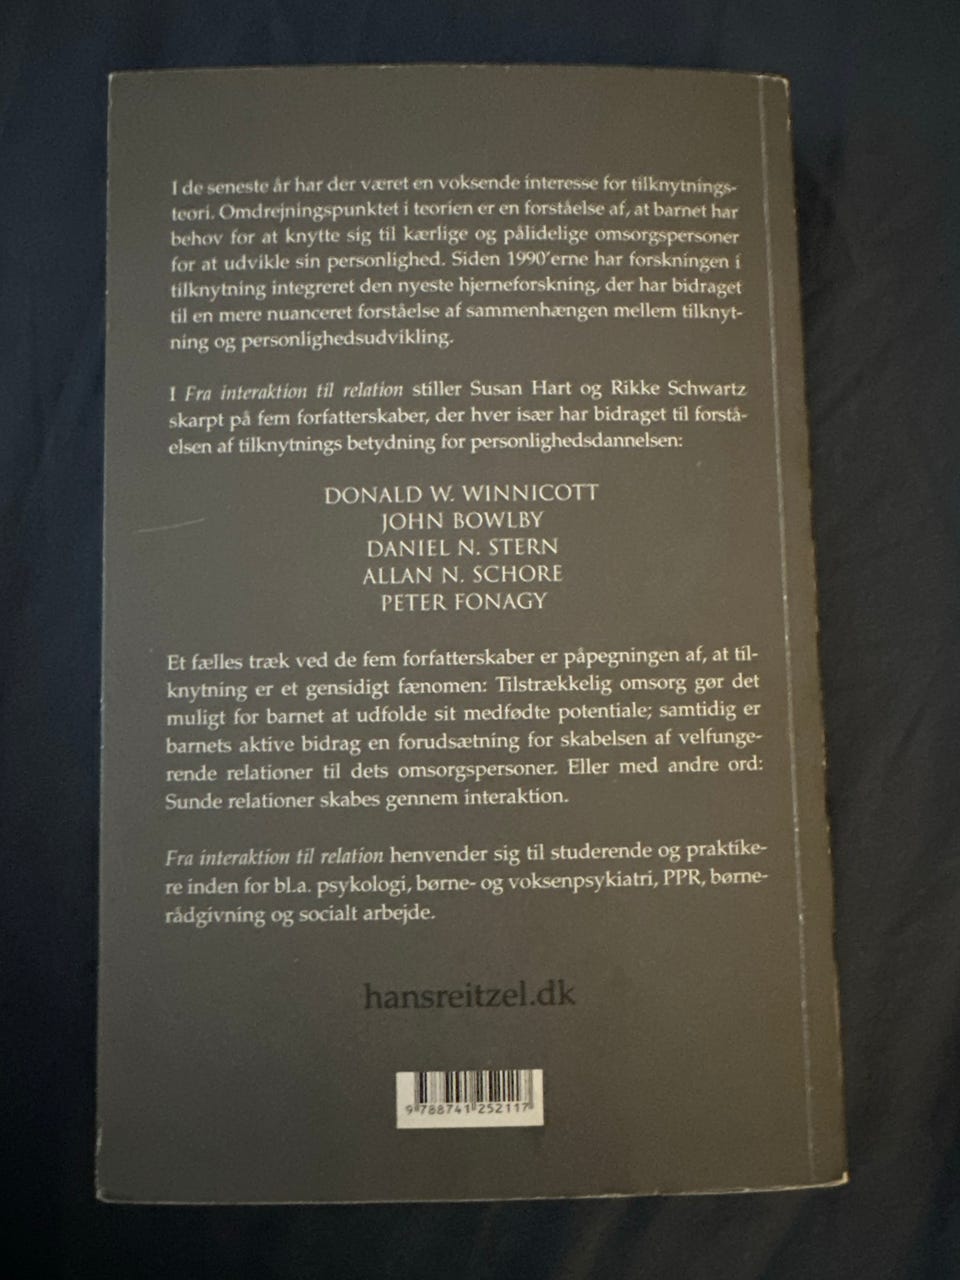 I de seneste år har der været en voksende interesse for tilknytnings-
teori. Omdrejningspunktet i teorien er en forståelse af, at barnet har
behov for at knytte sig til kærlige og pålidelige omsorgspersoner
for at udvikle sin personlighed. Siden 1990'erne har forskningen i
tilknytning integreret den nyeste hjerneforskning, der har bidraget
til en mere nuanceret forståelse af sammenhængen mellem tilknyt-
ning og personlighedsudvikling.
I Fra interaktion til relation stiller Susan Hart og Rikke Schwartz
skarpt på fem forfatterskaber, der hver især har bidraget til forstå-
elsen af tilknytnings betydning for personlighedsdannelsen:
DONALD W. WINNICOTT
JOHN BOWLBY
DANIEL N. STERN
ALLAN N. SCHORE
PETER FONAGY
Et fælles træk ved de fem forfatterskaber er påpegningen af, at til-
knytning er et gensidigt fænomen: Tilstrækkelig omsorg gør det
muligt for barnet at udfolde sit medfødte potentiale; samtidig er
barnets aktive bidrag en forudsætning for skabelsen af velfunge-
rende relationer til dets omsorgspersoner. Eller med andre ord:
Sunde relationer skabes gennem interaktion.
Fra interaktion til relation henvender sig til studerende og praktike-
re inden for bl.a. psykologi, børne- og voksenpsykiatri, PPR, børne-
rådgivning og socialt arbejde.
hansreitzel.dk
9 788741 252117